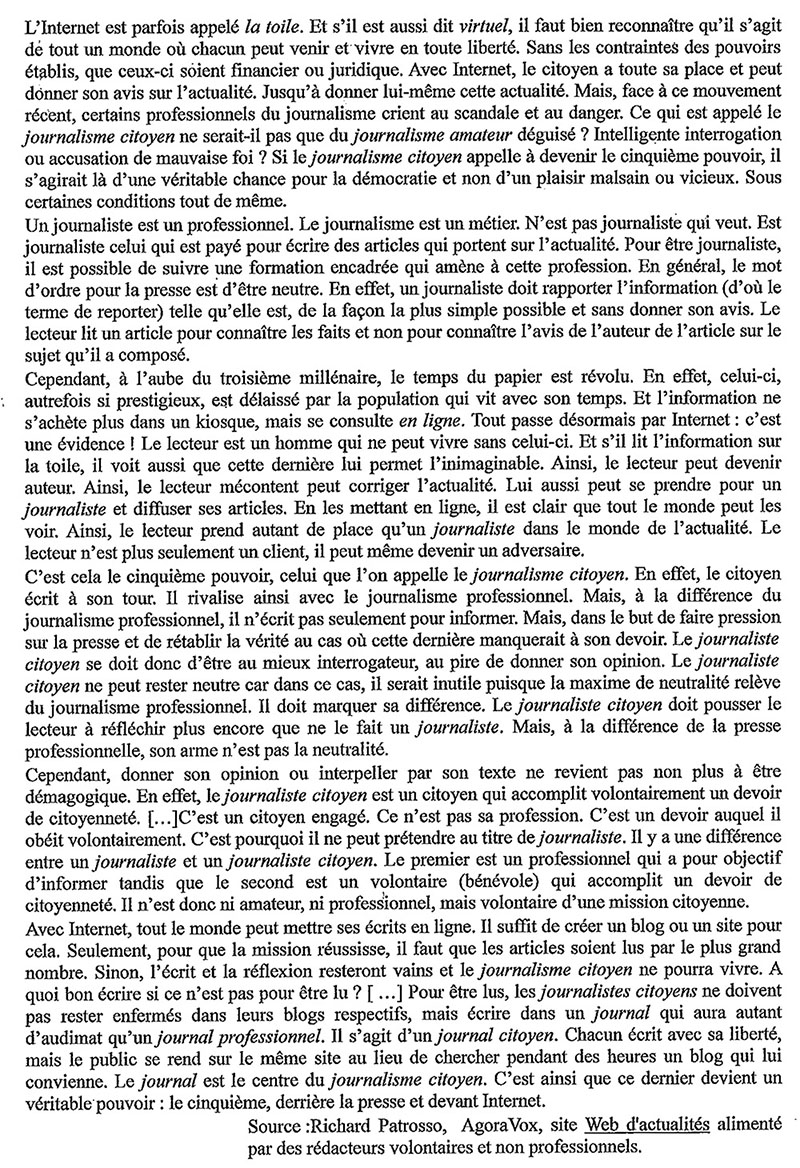 L'Internet est parfois appelé la toile. Et s'il est aussi dit virtuel, il faut bien reconnaître qu'il s'agit
de tout un monde où chacun peut venir et vivre en toute liberté. Sans les contraintes des pouvoirs
établis, que ceux-ci soient financier ou juridique. Avec Internet, le citoyen a toute sa place et peut
donner son avis sur l'actualité. Jusqu'à donner lui-même cette actualité. Mais, face à ce mouvement
récent, certains professionnels du journalisme crient au scandale et au danger. Ce qui est appelé le
journalisme citoyen ne serait-il pas que du journalisme amateur déguisé ? Intelligente interrogation
ou accusation de mauvaise foi ? Si le journalisme citoyen appelle à devenir le cinquième pouvoir, il
s'agirait là d'une véritable chance pour la démocratie et non d'un plaisir malsain ou vicieux. Sous
certaines conditions tout de même.
Un journaliste est un professionnel. Le journalisme est un métier. N'est pas journaliste qui veut. Est
journaliste celui qui est payé pour écrire des articles qui portent sur l'actualité. Pour être journaliste,
il est possible de suivre une formation encadrée qui amène à cette profession. En général, le mot
d'ordre pour la presse est d'être neutre. En effet, un journaliste doit rapporter l'information (d'où le
terme de reporter) telle qu'elle est, de la façon la plus simple possible et sans donner son avis. Le
lecteur lit un article pour connaître les faits et non pour connaître l'avis de l'auteur de l'article sur le
sujet qu'il a composé.
Cependant, à l'aube du troisième millénaire, le temps du papier est révolu. En effet, celui-ci,
autrefois si prestigieux, est délaissé par la population qui vit avec son temps. Et l'information ne
s'achète plus dans un kiosque, mais se consulte en ligne. Tout passe désormais par Internet : c'est
une évidence ! Le lecteur est un homme qui ne peut vivre sans celui-ci. Et s'il lit l'information sur
la toile, il voit aussi que cette dernière lui permet l'inimaginable. Ainsi, le lecteur peut devenir
auteur. Ainsi, le lecteur mécontent peut corriger l'actualité. Lui aussi peut se prendre pour un
journaliste et diffuser ses articles. En les mettant en ligne, il est clair que tout le monde peut les
voir. Ainsi, le lecteur prend autant de place qu'un journaliste dans le monde de l'actualité. Le
lecteur n'est plus seulement un client, il peut même devenir un adversaire.
C'est cela le cinquième pouvoir, celui que l'on appelle le journalisme citoyen. En effet, le citoyen
écrit à son tour. Il rivalise ainsi avec le journalisme professionnel. Mais, à la différence du
journalisme professionnel, il n'écrit pas seulement pour informer. Mais, dans le but de faire pression
sur la presse et de rétablir la vérité au cas où cette dernière manquerait à son devoir. Le journaliste
citoyen se doit donc d'être au mieux interrogateur, au pire de donner son opinion. Le journaliste
citoyen ne peut rester neutre car dans ce cas, il serait inutile puisque la maxime de neutralité relève
du journalisme professionnel. Il doit marquer sa différence. Le journaliste citoyen doit pousser le
lecteur à réfléchir plus encore que ne le fait un journaliste. Mais, à la différence de la presse
professionnelle, son arme n'est pas la neutralité.
Cependant, donner son opinion ou interpeller par son texte ne revient pas non plus à être
démagogique. En effet, le journaliste citoyen est un citoyen qui accomplit volontairement un devoir
de citoyenneté. […]C'est un citoyen engagé. Ce n'est pas sa profession. C'est un devoir auquel il
obéit volontairement. C'est pourquoi il ne peut prétendre au titre de journaliste. Il y a une différence
entre un journaliste et un journaliste citoyen. Le premier est un professionnel qui a pour objectif
d'informer tandis que le second est un volontaire (bénévole) qui accomplit un devoir de
citoyenneté. Il n'est donc ni amateur, ni professionnel, mais volontaire d'une mission citoyenne.
Avec Internet, tout le monde peut mettre ses écrits en ligne. Il suffit de créer un blog ou un site pour
cela. Seulement, pour que la mission réussisse, il faut que les articles soient lus par le plus grand
nombre. Sinon, l'écrit et la réflexion resteront vains et le journalisme citoyen ne pourra vivre. A
quoi bon écrire si ce n'est pas pour être lu ? [ …] Pour être lus, les journalistes citoyens ne doivent
pas rester enfermés dans leurs blogs respectifs, mais écrire dans un journal qui aura autant
d'audimat qu'un journal professionnel. Il s'agit d'un journal citoyen. Chacun écrit avec sa liberté,
mais le public se rend sur le même site au lieu de chercher pendant des heures un blog qui lui
convienne. Le journal est le centre du journalisme citoyen. C'est ainsi que ce dernier devient un
véritable pouvoir : le cinquième, derrière la presse et devant Internet.
Source :Richard Patrosso, AgoraVox, site Web d'actualités alimenté
par des rédacteurs volontaires et non professionnels.